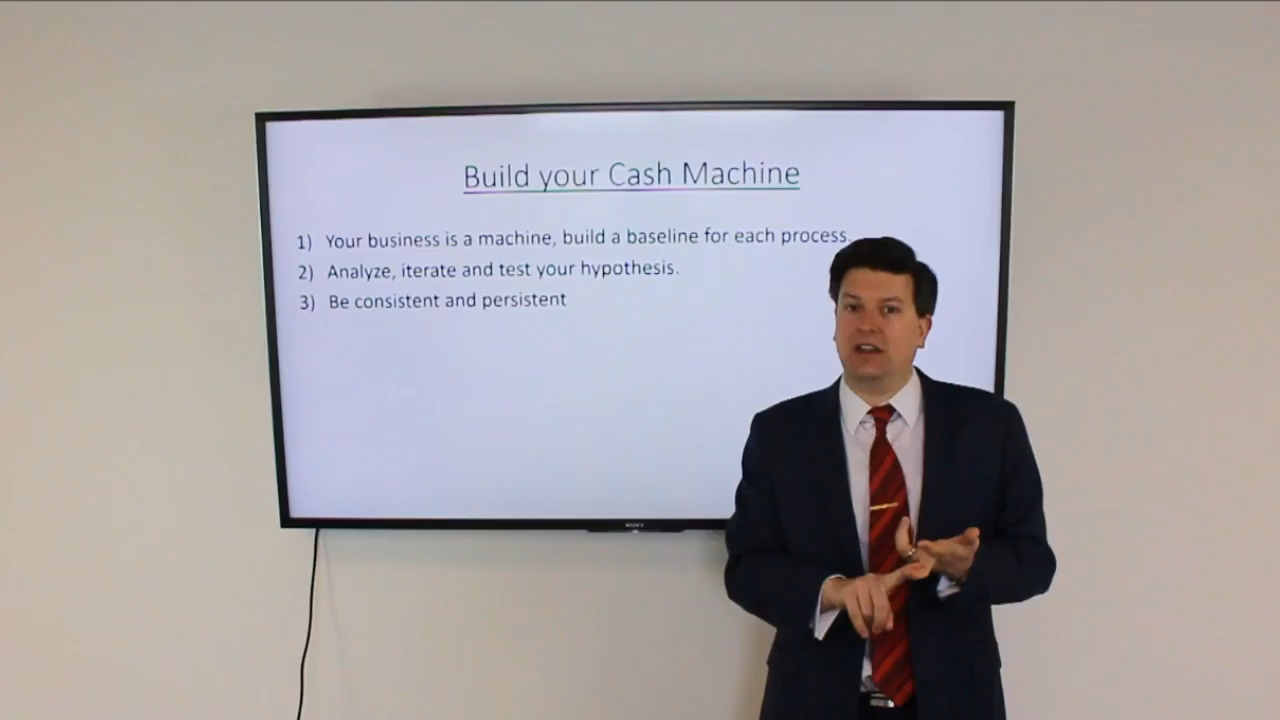 Build your Cash Machine
1) Your business is a machine, build a baseline for each process.
2) Analyze, iterate and test your hypothesis.
3) Be consistent and persistent
SONY